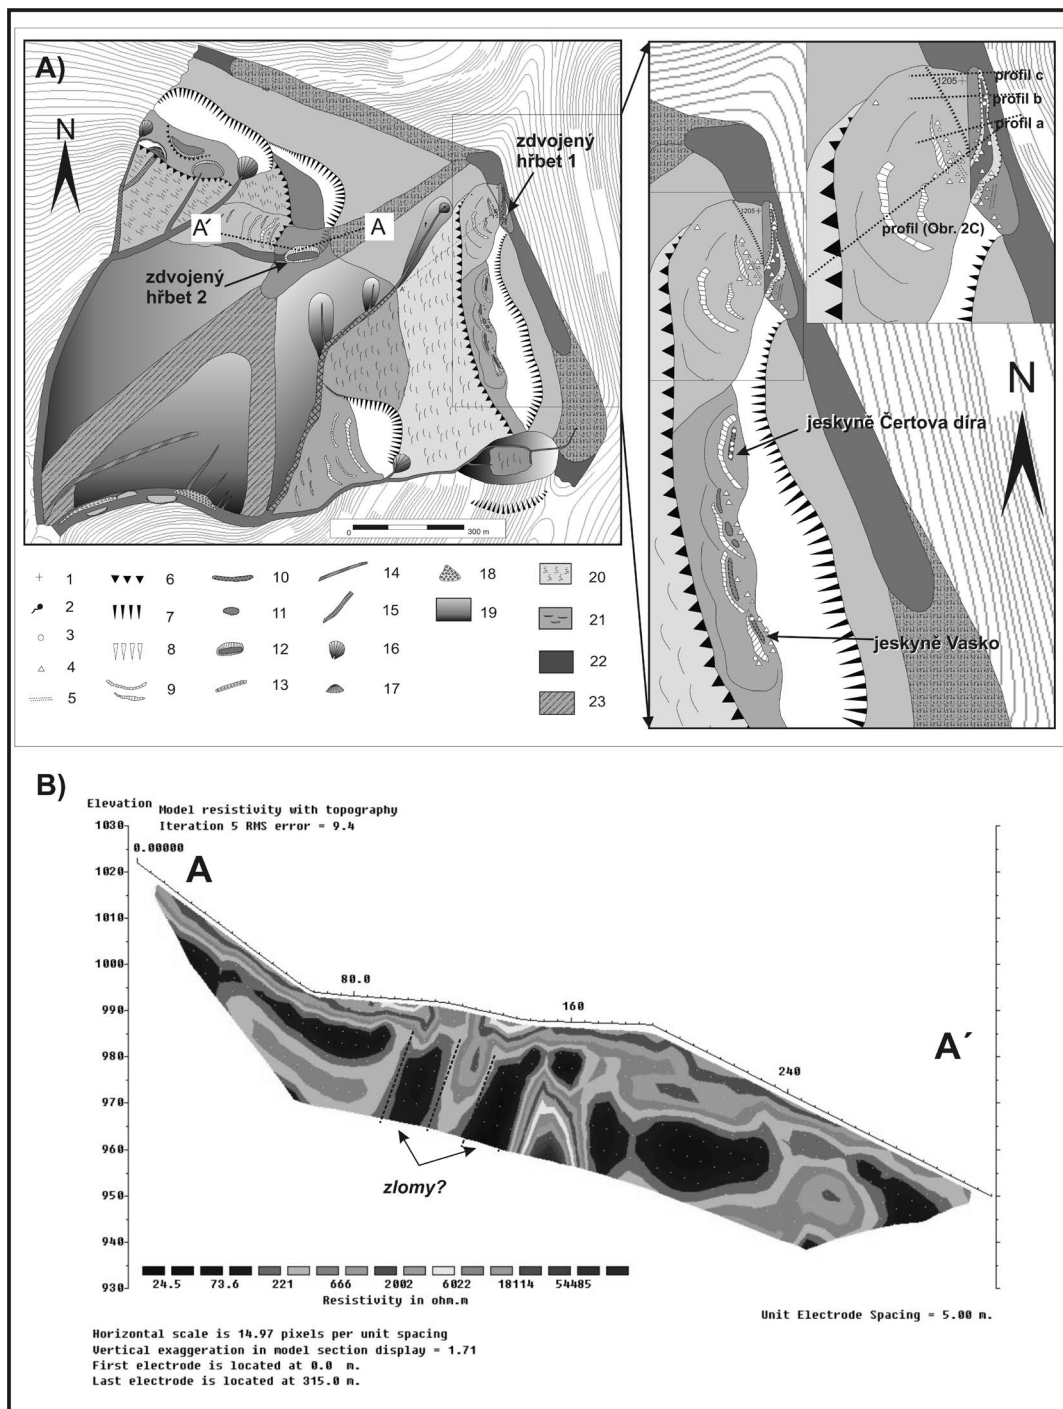 A)
N
zdvojený
hřbet 1
A´
A
zdvojený
hřbet 2
0
300 m
1205 +
profil c
profil b
profil a
profil (Obr. 2C)
1205 +
N
jeskyně Čertova díra
jeskyně Vasko
1
2
3
4
5
6
7
8
9
10
11
12
13
14
15
16
17
18
19
20
21
22
23
B)
Elevation
Model resistivity with topography
Iteration 5 RMS error = 9.4
1030
1020
1010
1000
990
980
970
960
950
940
930
0.00000
A
80.0
160
240
A´
zlomy?
24.5 73.6 221 666 2002 6022 18114 54485
Resistivity in ohm.m
Unit Electrode Spacing = 5.00 m.
Horizontal scale is 14.97 pixels per unit spacing
Vertical exaggeration in model section display = 1.71
First electrode is located at 0.0 m.
Last electrode is located at 315.0 m.